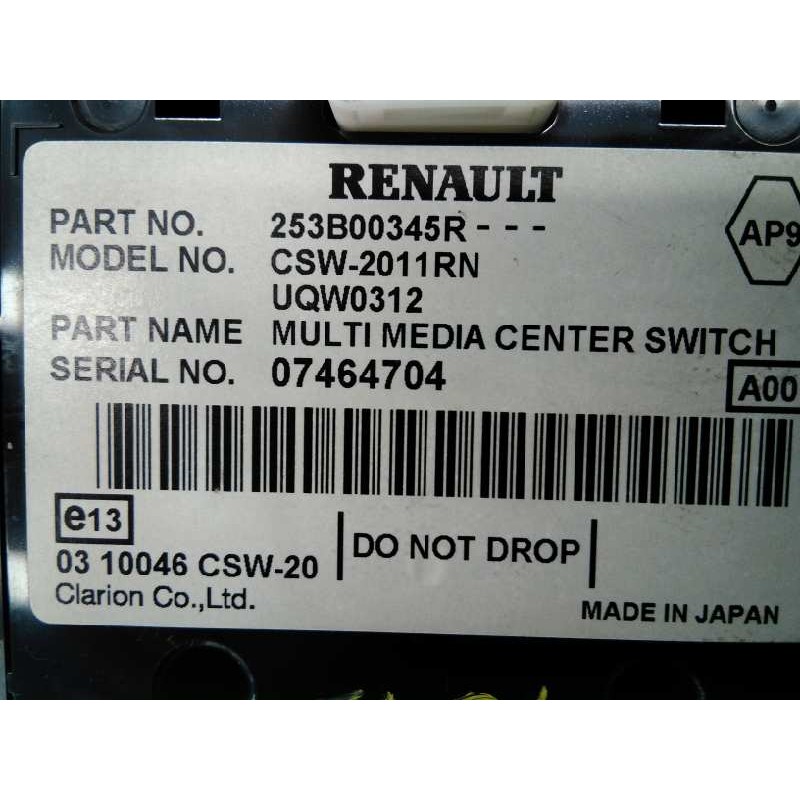 RENAULT
PART NO. 253B00345R - - -
AP9
MODEL NO. CSW-2011RN
UQW0312
PART NAME MULTI MEDIA CENTER SWITCH
SERIAL NO. 07464704
A00
e13
03 10046 CSW-20
DO NOT DROP
Clarion Co.,Ltd.
MADE IN JAPAN